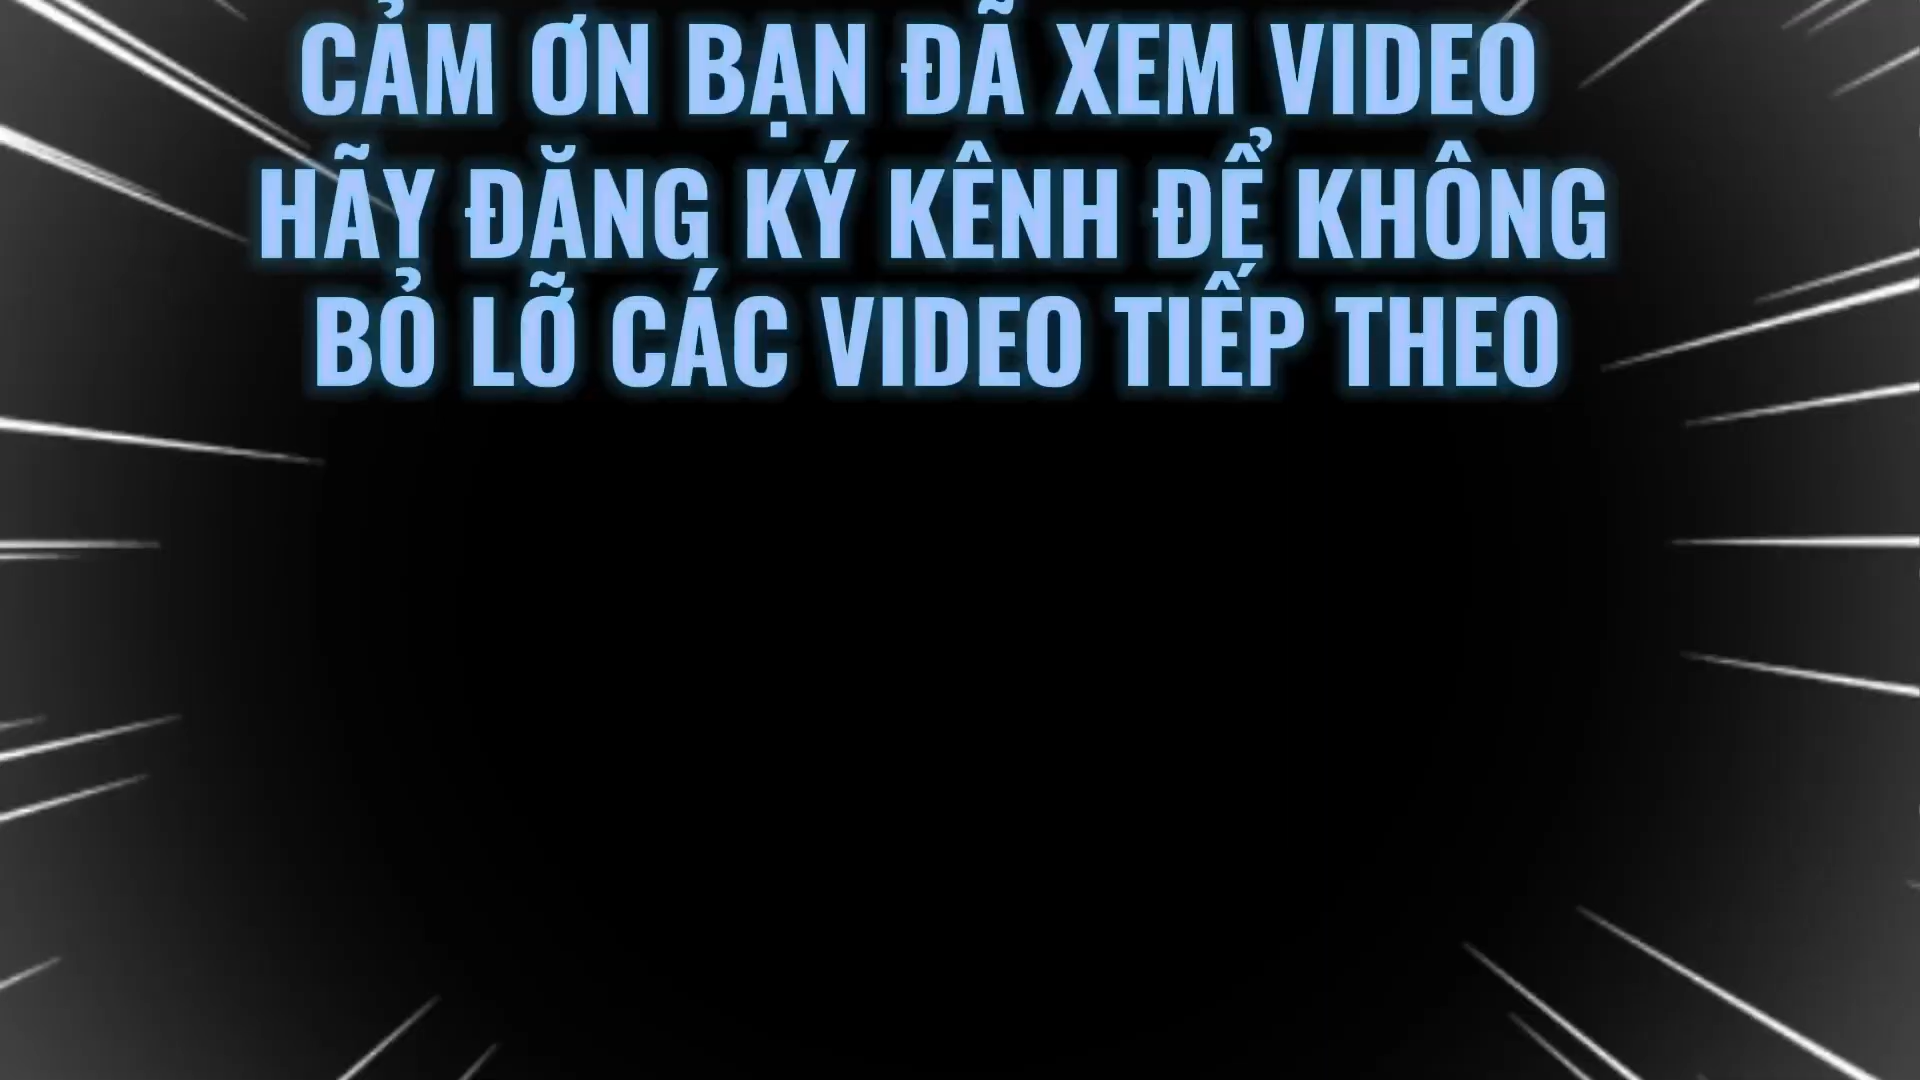 CẢM ƠN BẠN ĐÃ XEM VIDEO
HÃY ĐĂNG KÝ KÊNH ĐỂ KHÔNG
BỎ LỠ CÁC VIDEO TIẾP THEO